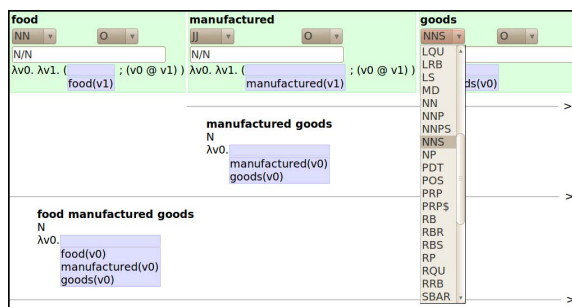 food manufactured goods
NN O JJ O NNS O
N/N N/N
λv0. λv1. ( ; (v0 @ v1) ) λv0. λv1. ( ; (v0 @ v1) )
food(v1) manufactured(v1) ds(v0)
LQU
LRB
LS
MD
NN
NNP
NNPS
NNS
NP
PDT
POS
PRP
PRP$
RB
RBR
RBS
RP
RQU
RRB
SBAR
>
manufactured goods
N
λv0.
manufactured(v0)
goods(v0)
>
food manufactured goods
N
λv0.
food(v0)
manufactured(v0)
goods(v0)
>